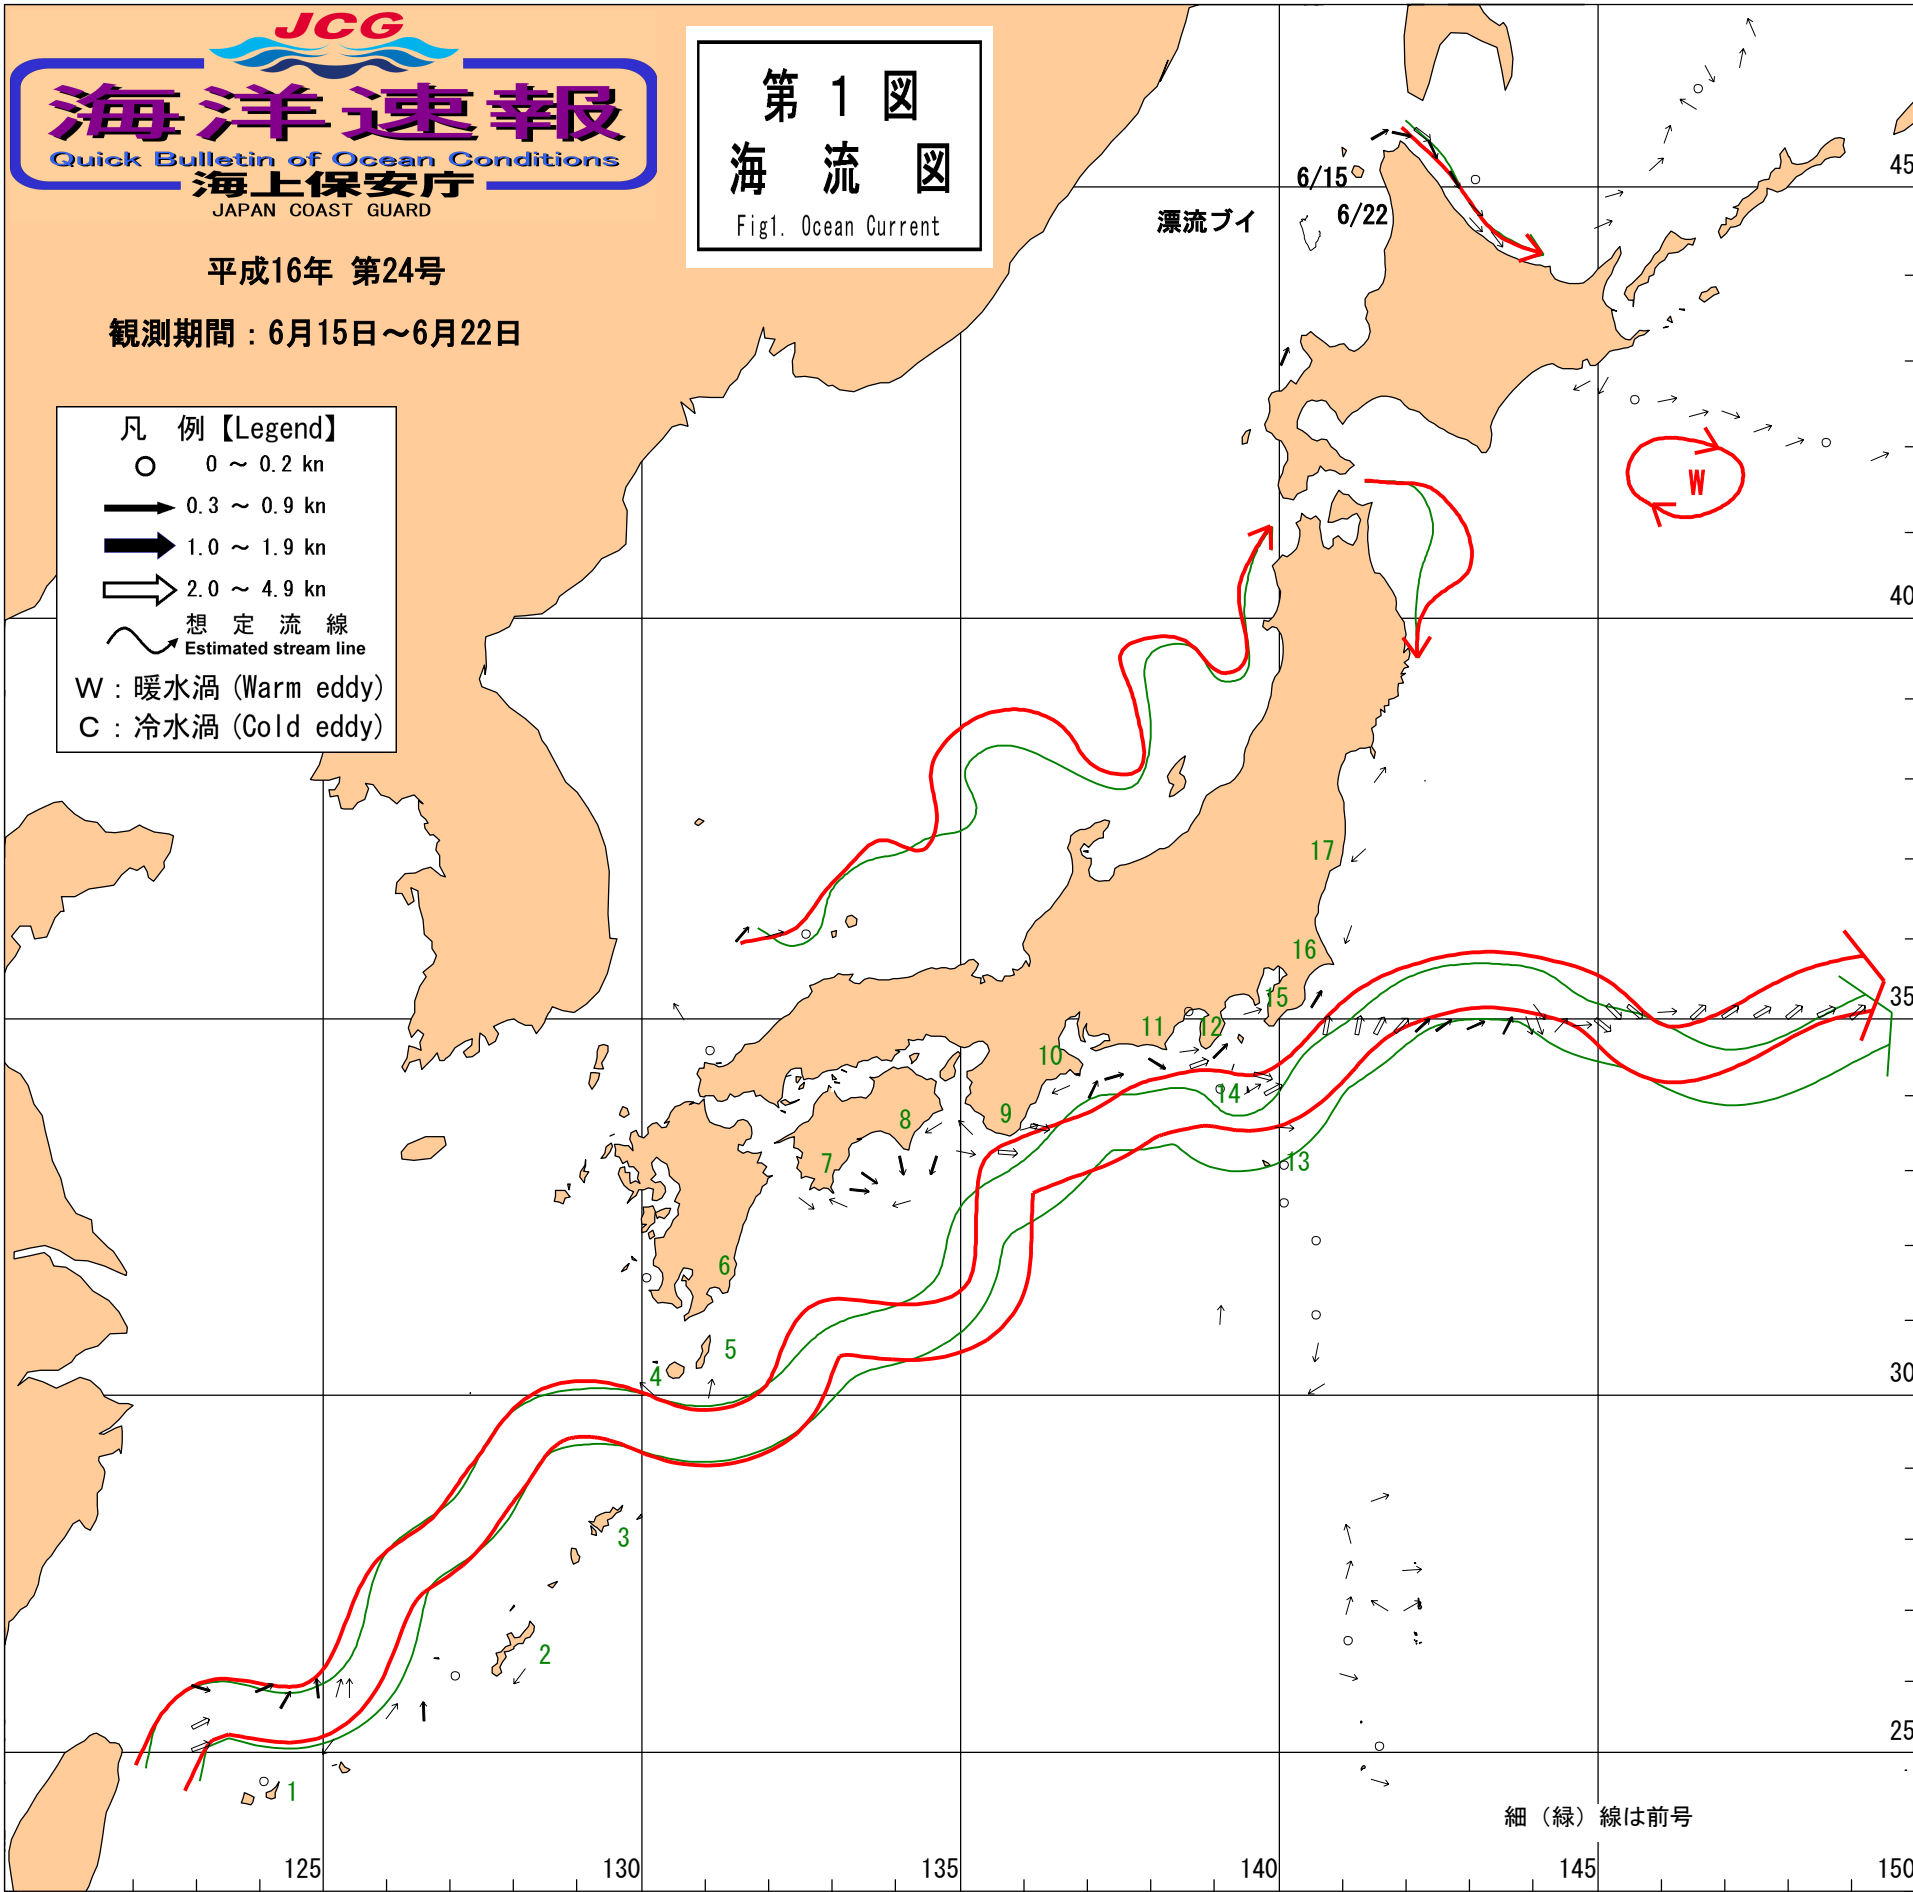 JCG
海洋速報
Quick Bulletin of Ocean Conditions
海上保安庁
JAPAN COAST GUARD
平成16年 第24号
観測期間：6月15日～6月22日
第 1 図
海 流 図
Fig1. Ocean Current
凡 例【Legend】
0 ～ 0.2 kn
0.3 ～ 0.9 kn
1.0 ～ 1.9 kn
2.0 ～ 4.9 kn
想 定 流 線
Estimated stream line
W：暖水渦(Warm eddy)
C：冷水渦(Cold eddy)
6/15
漂流ブイ 6/22
W
45
40
35
30
25
17
16
15
12
11
10
14
9
8
7
13
6
5
4
3
2
1
細（緑）線は前号
125 130 135 140 145 150